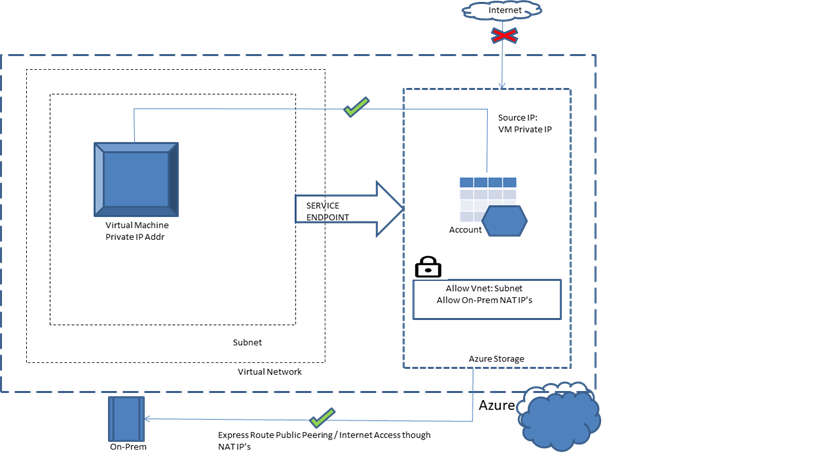 Internet
Source IP:
VM Private IP
Virtual Machine
Private IP Addr
SERVICE
ENDPOINT
Account
Allow Vnet: Subnet
Allow On-Prem NAT IP's
Subnet
Azure Storage
Virtual Network
Azure
On-Prem
Express Route Public Peering / Internet Access though
NAT IP's